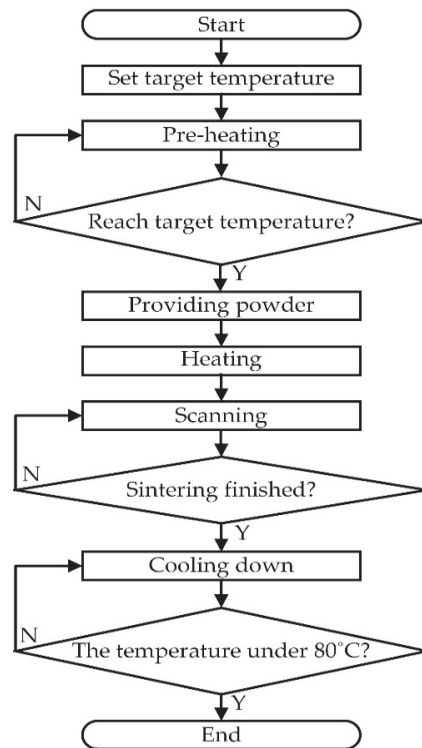 Start
Set target temperature
Pre-heating
N
Reach target temperature?
Y
Providing powder
Heating
Scanning
N
Sintering finished?
Y
Cooling down
N
The temperature under 80°C?
Y
End